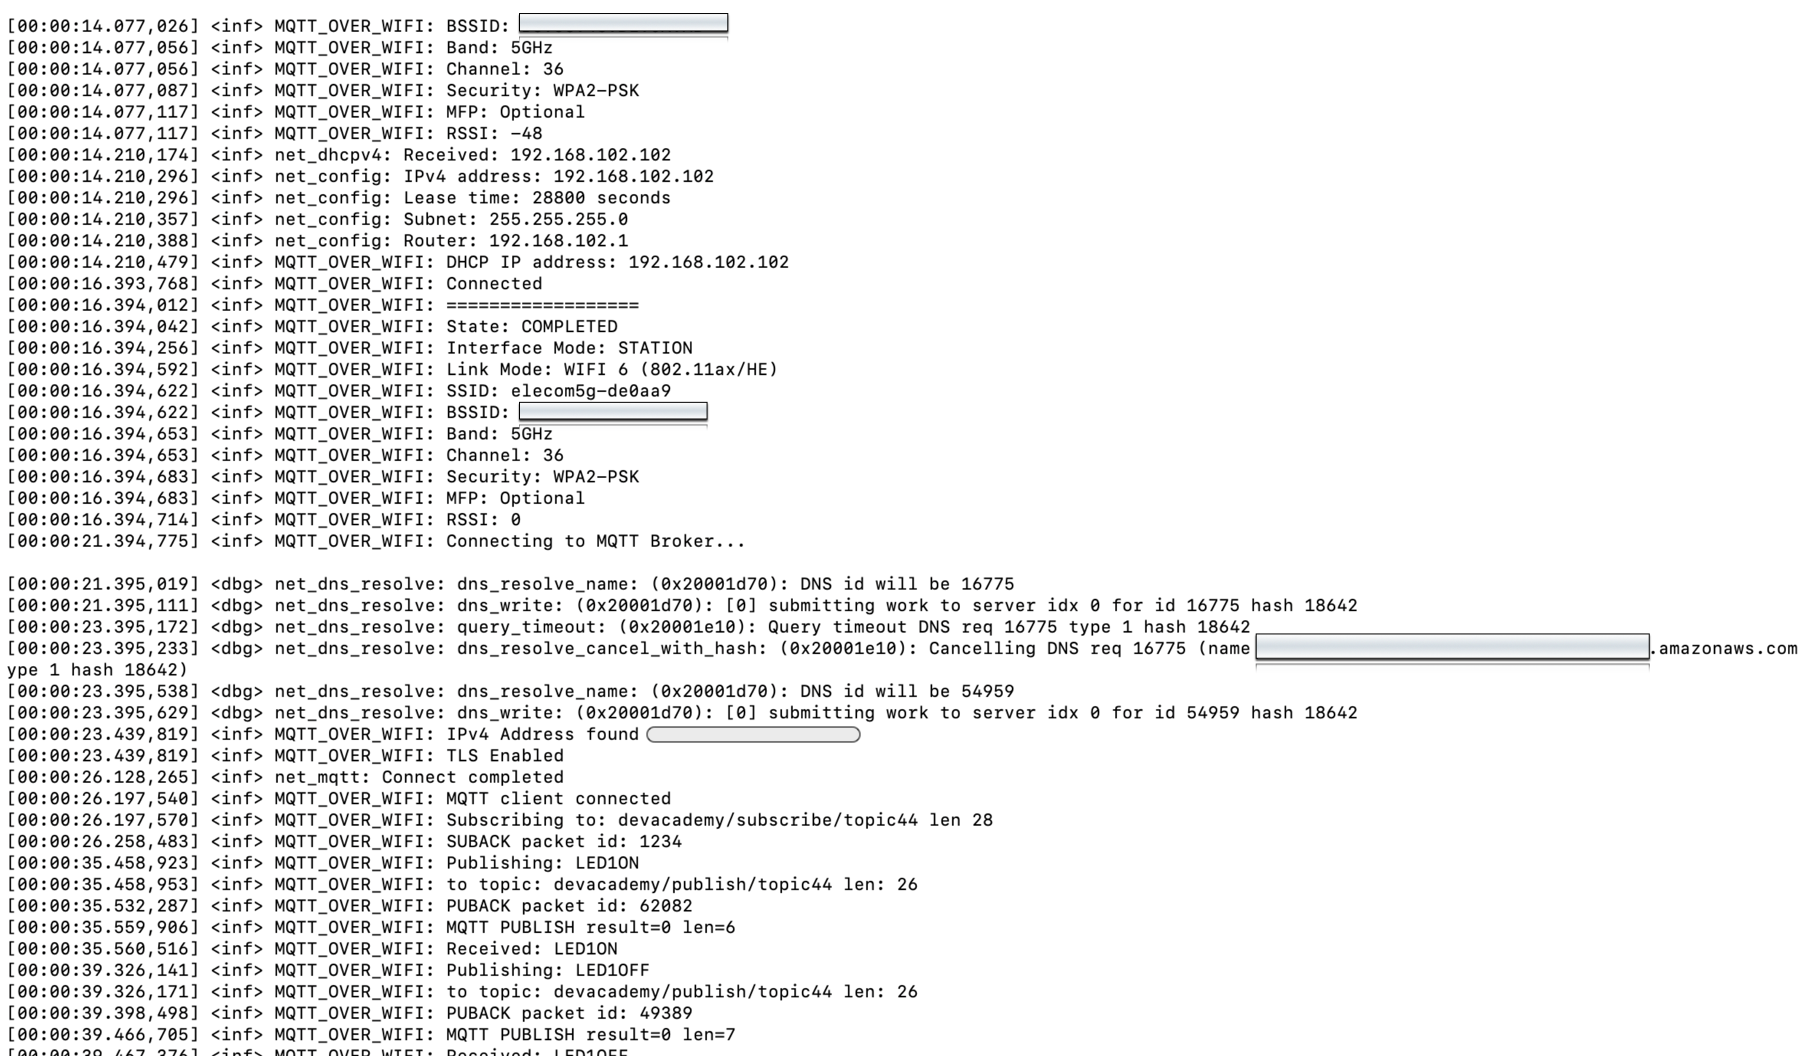 [00:00:14.077,026] <inf> MQTT_OVER_WIFI: BSSID:
[00:00:14.077,056] <inf> MQTT_OVER_WIFI: Band: 5GHz
[00:00:14.077,056] <inf> MQTT_OVER_WIFI: Channel: 36
[00:00:14.077,087] <inf> MQTT_OVER_WIFI: Security: WPA2-PSK
[00:00:14.077,117] <inf> MQTT_OVER_WIFI: MFP: Optional
[00:00:14.077,117] <inf> MQTT_OVER_WIFI: RSSI: -48
[00:00:14.210,174] <inf> net_dhcpv4: Received: 192.168.102.102
[00:00:14.210,296] <inf> net_config: IPv4 address: 192.168.102.102
[00:00:14.210,296] <inf> net_config: Lease time: 28800 seconds
[00:00:14.210,357] <inf> net_config: Subnet: 255.255.255.0
[00:00:14.210,388] <inf> net_config: Router: 192.168.102.1
[00:00:14.210,479] <inf> MQTT_OVER_WIFI: DHCP IP address: 192.168.102.102
[00:00:16.393,768] <inf> MQTT_OVER_WIFI: Connected
[00:00:16.394,012] <inf> MQTT_OVER_WIFI: ==================
[00:00:16.394,042] <inf> MQTT_OVER_WIFI: State: COMPLETED
[00:00:16.394,256] <inf> MQTT_OVER_WIFI: Interface Mode: STATION
[00:00:16.394,592] <inf> MQTT_OVER_WIFI: Link Mode: WIFI 6 (802.11ax/HE)
[00:00:16.394,622] <inf> MQTT_OVER_WIFI: SSID: elecom5g-de0aa9
[00:00:16.394,622] <inf> MQTT_OVER_WIFI: BSSID:
[00:00:16.394,653] <inf> MQTT_OVER_WIFI: Band: 5GHz
[00:00:16.394,653] <inf> MQTT_OVER_WIFI: Channel: 36
[00:00:16.394,683] <inf> MQTT_OVER_WIFI: Security: WPA2-PSK
[00:00:16.394,683] <inf> MQTT_OVER_WIFI: MFP: Optional
[00:00:16.394,714] <inf> MQTT_OVER_WIFI: RSSI: 0
[00:00:21.394,775] <inf> MQTT_OVER_WIFI: Connecting to MQTT Broker...
[00:00:21.395,019] <dbg> net_dns_resolve: dns_resolve_name: (0x20001d70): DNS id will be 16775
[00:00:21.395,111] <dbg> net_dns_resolve: dns_write: (0x20001d70): [0] submitting work to server idx 0 for id 16775 hash 18642
[00:00:23.395,172] <dbg> net_dns_resolve: query_timeout: (0x20001e10): Query timeout DNS req 16775 type 1 hash 18642
[00:00:23.395,233] <dbg> net_dns_resolve: dns_resolve_cancel_with_hash: (0x20001e10): Cancelling DNS req 16775 (name .amazonaws.com
ype 1 hash 18642)
[00:00:23.395,538] <dbg> net_dns_resolve: dns_resolve_name: (0x20001d70): DNS id will be 54959
[00:00:23.395,629] <dbg> net_dns_resolve: dns_write: (0x20001d70): [0] submitting work to server idx 0 for id 54959 hash 18642
[00:00:23.439,819] <inf> MQTT_OVER_WIFI: IPv4 Address found
[00:00:23.439,819] <inf> MQTT_OVER_WIFI: TLS Enabled
[00:00:26.128,265] <inf> net_mqtt: Connect completed
[00:00:26.197,540] <inf> MQTT_OVER_WIFI: MQTT client connected
[00:00:26.197,570] <inf> MQTT_OVER_WIFI: Subscribing to: devacademy/subscribe/topic44 len 28
[00:00:26.258,483] <inf> MQTT_OVER_WIFI: SUBACK packet id: 1234
[00:00:35.458,923] <inf> MQTT_OVER_WIFI: Publishing: LED1ON
[00:00:35.458,953] <inf> MQTT_OVER_WIFI: to topic: devacademy/publish/topic44 len: 26
[00:00:35.532,287] <inf> MQTT_OVER_WIFI: PUBACK packet id: 62082
[00:00:35.559,906] <inf> MQTT_OVER_WIFI: MQTT PUBLISH result=0 len=6
[00:00:35.560,516] <inf> MQTT_OVER_WIFI: Received: LED1ON
[00:00:39.326,141] <inf> MQTT_OVER_WIFI: Publishing: LED1OFF
[00:00:39.326,171] <inf> MQTT_OVER_WIFI: to topic: devacademy/publish/topic44 len: 26
[00:00:39.398,498] <inf> MQTT_OVER_WIFI: PUBACK packet id: 49389
[00:00:39.466,705] <inf> MQTT_OVER_WIFI: MQTT PUBLISH result=0 len=7
[00:00:39.467,376] <inf> MQTT_OVER_WIFI: Received: LED1OFF